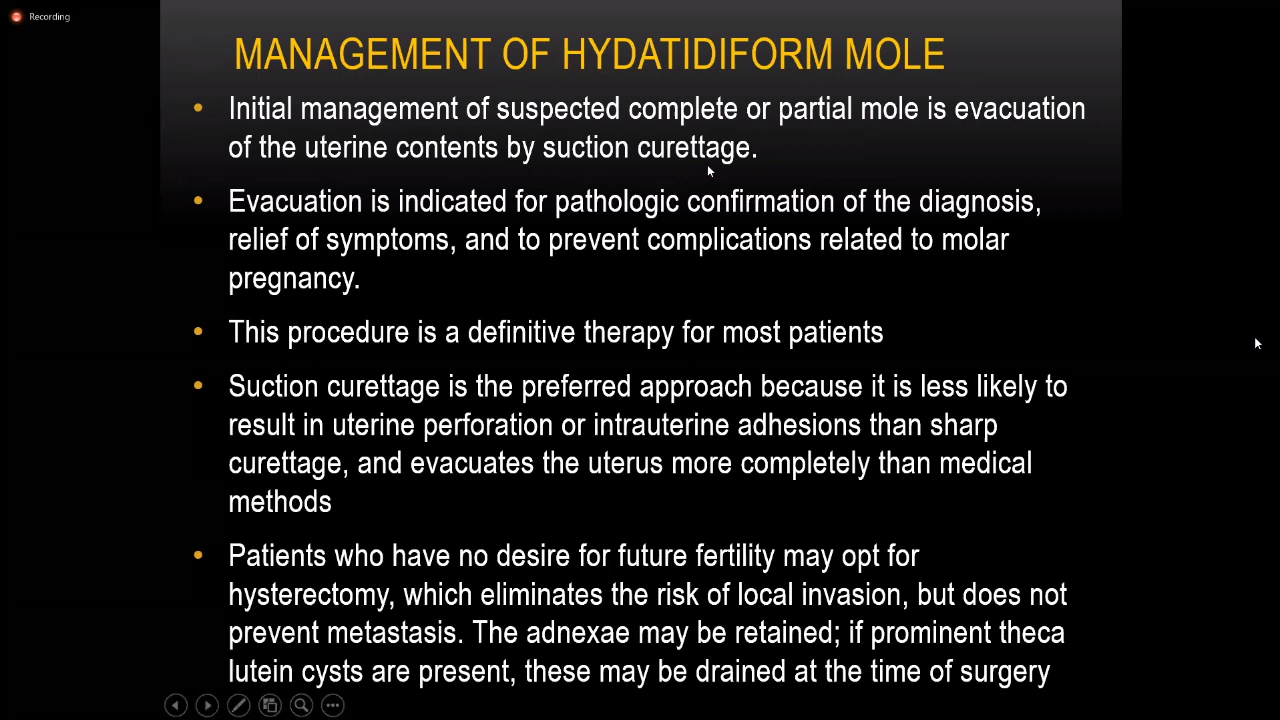 Recording
MANAGEMENT OF HYDATIDIFORM MOLE
• Initial management of suspected complete or partial mole is evacuation
of the uterine contents by suction curettage.
• Evacuation is indicated for pathologic confirmation of the diagnosis,
relief of symptoms, and to prevent complications related to molar
pregnancy.
• This procedure is a definitive therapy for most patients
• Suction curettage is the preferred approach because it is less likely to
result in uterine perforation or intrauterine adhesions than sharp
curettage, and evacuates the uterus more completely than medical
methods
• Patients who have no desire for future fertility may opt for
hysterectomy, which eliminates the risk of local invasion, but does not
prevent metastasis. The adnexae may be retained; if prominent theca
lutein cysts are present, these may be drained at the time of surgery